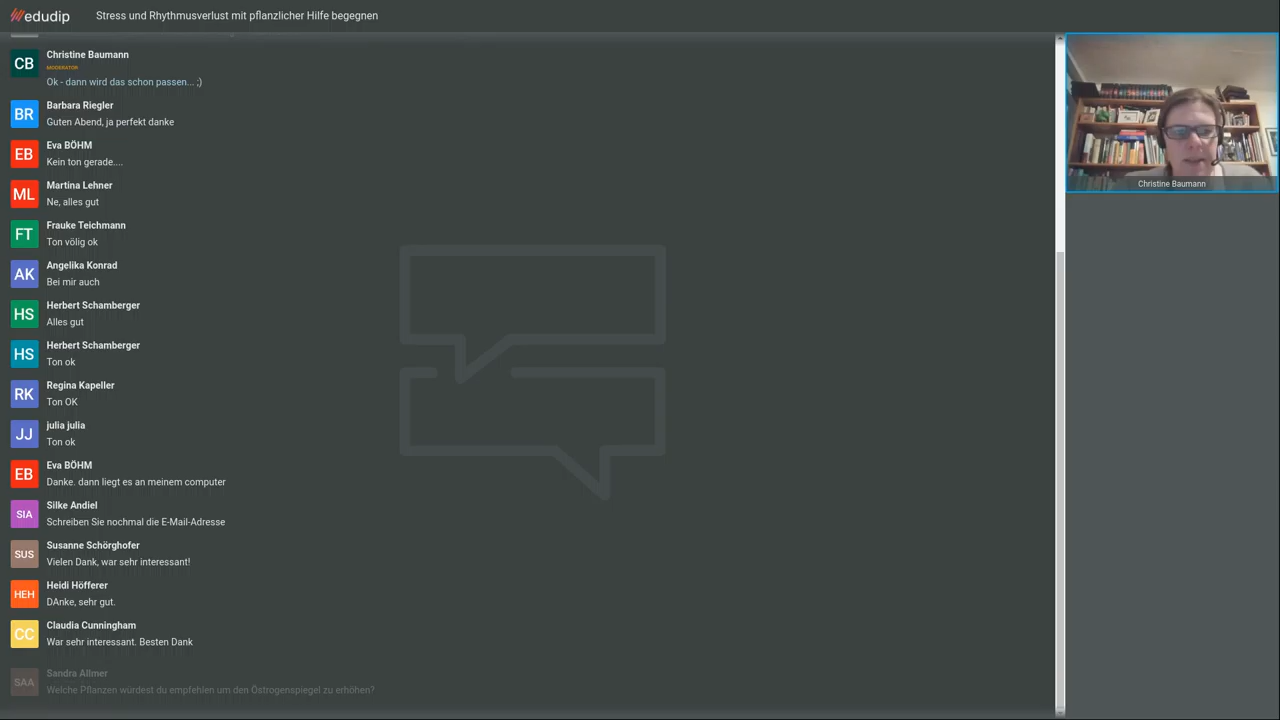 edudip
Stress und Rhythmusverlust mit pflanzlicher Hilfe begegnen
CB
Christine Baumann
MODERATOR
Ok - dann wird das schon passen... ;)
BR
Barbara Riegler
Guten Abend, ja perfekt danke
EB
Eva BÖHM
Kein ton gerade....
ML
Martina Lehner
Ne, alles gut
FT
Frauke Teichmann
Ton völig ok
AK
Angelika Konrad
Bei mir auch
HS
Herbert Schamberger
Alles gut
HS
Herbert Schamberger
Ton ok
RK
Regina Kapeller
Ton OK
JJ
julia julia
Ton ok
EB
Eva BÖHM
Danke. dann liegt es an meinem computer
SIA
Silke Andiel
Schreiben Sie nochmal die E-Mail-Adresse
SUS
Susanne Schörghofer
Vielen Dank, war sehr interessant!
HEH
Heidi Höfferer
DAnke, sehr gut.
CC
Claudia Cunningham
War sehr interessant. Besten Dank
SAA
Sandra Allmer
Welche Pflanzen würdest du empfehlen um den Östrogenspiegel zu erhöhen?
Christine Baumann